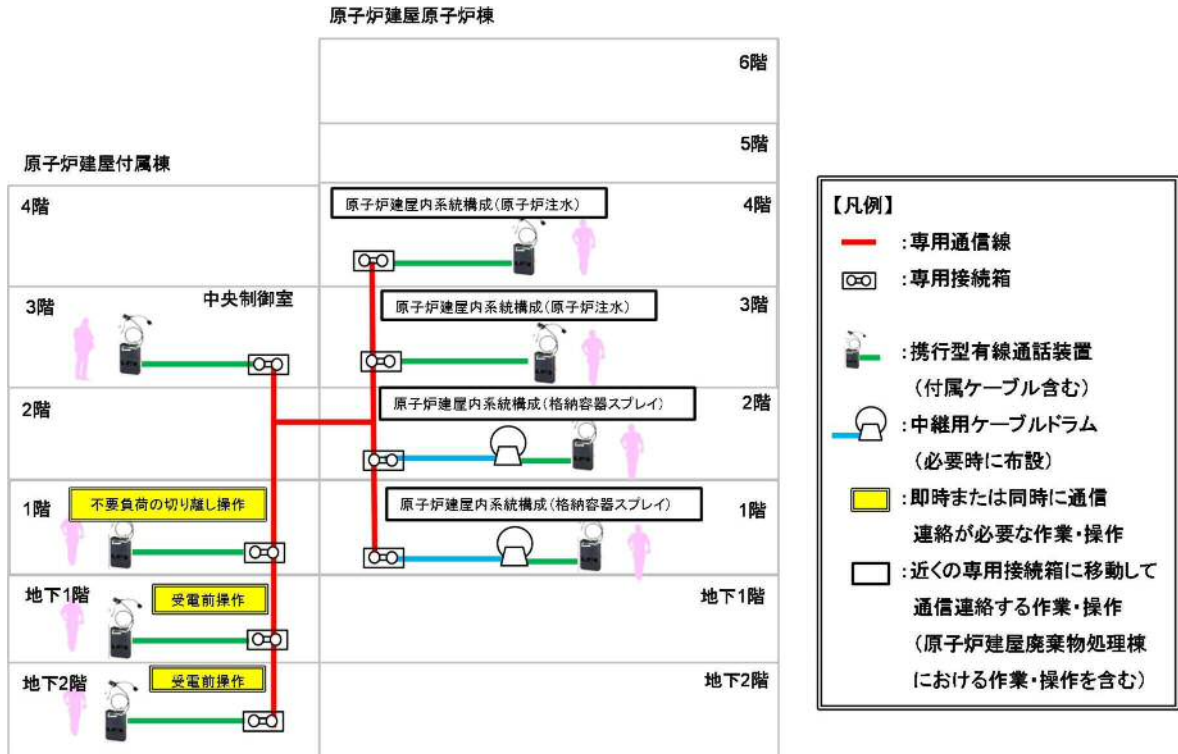 原子炉建屋原子炉棟
6階
5階
原子炉建屋付属棟
4階
原子炉建屋内系統構成(原子炉注水)
4階
3階
中央制御室
原子炉建屋内系統構成(原子炉注水)
3階
2階
原子炉建屋内系統構成(格納容器スプレイ)
2階
1階
不要負荷の切り離し操作
原子炉建屋内系統構成(格納容器スプレイ)
1階
地下1階
受電前操作
地下1階
地下2階
受電前操作
地下2階
【凡例】
:専用通信線
:専用接続箱
:携行型有線通話装置
(付属ケーブル含む)
:中継用ケーブルドラム
(必要時に布設)
:即時または同時に通信
連絡が必要な作業・操作
:近くの専用接続箱に移動して
通信連絡する作業・操作
(原子炉建屋廃棄物処理棟
における作業・操作を含む)